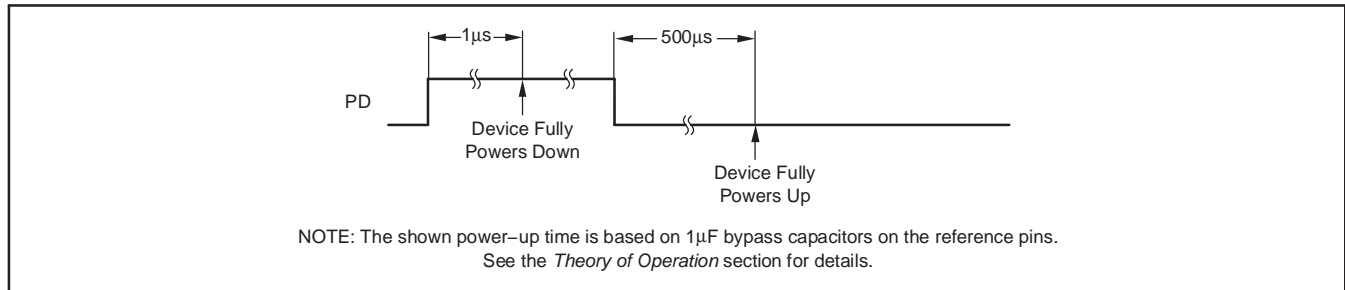 1μs
500μs
PD
Device Fully
Powers Down
Device Fully
Powers Up
NOTE: The shown power–up time is based on 1μF bypass capacitors on the reference pins.
See the Theory of Operation section for details.